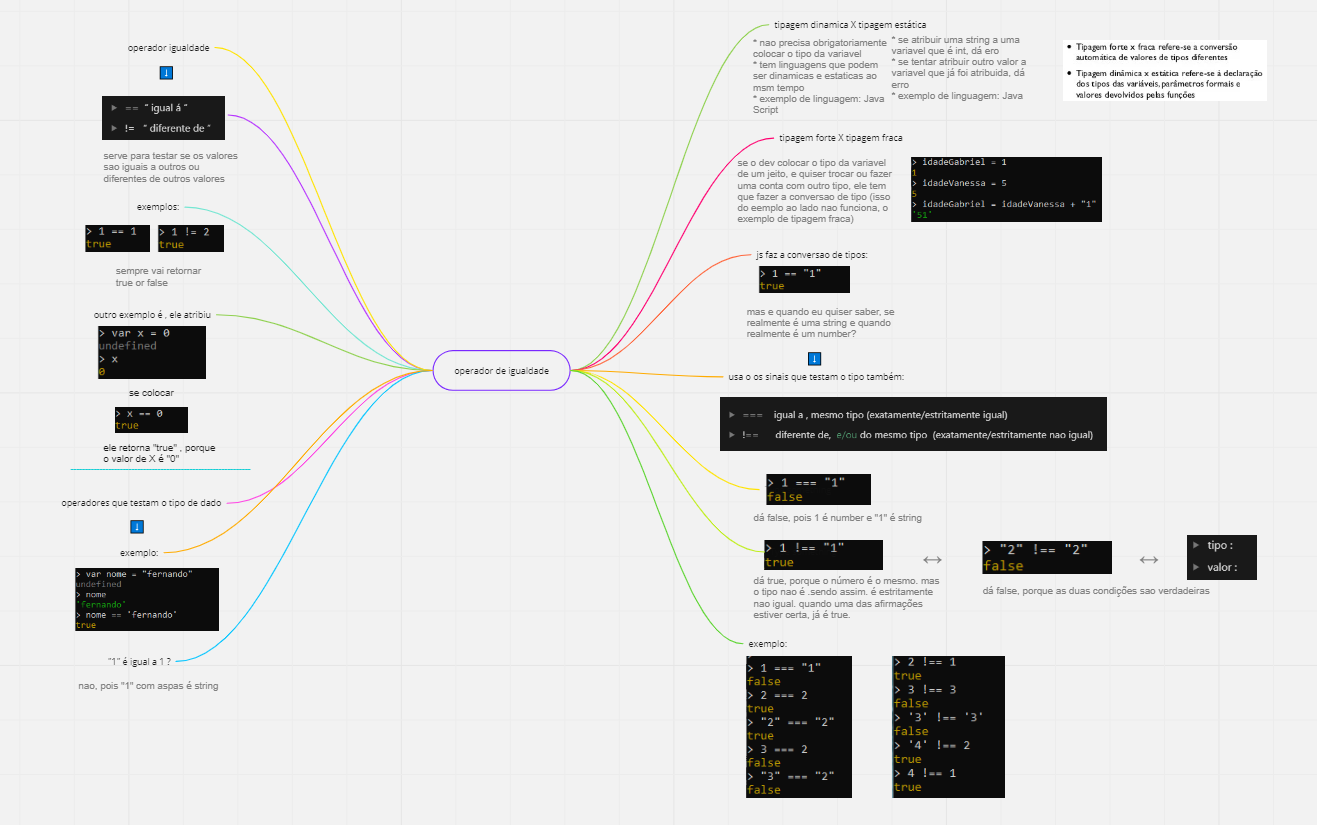 operador igualdade
== " igual á "
!= " diferente de "
serve para testar se os valores
sao iguais a outros ou
diferentes de outros valores
exemplos:
> 1 == 1
true
> 1 != 2
true
sempre vai retornar
true or false
outro exemplo é , ele atribiu
> var x = 0
undefined
> x
0
se colocar
> x == 0
true
ele retorna "true" , porque
o valor de X é "0"
operadores que testam o tipo de dado
exemplo:
> var nome = "fernando"
undefined
> nome
'fernando'
> nome == 'fernando'
true
"1" é igual a 1 ?
nao, pois "1" com aspas é string
operador de igualdade
tipagem dinamica X tipagem estática
* nao precisa obrigatoriamente
colocar o tipo da variavel
* tem linguagens que podem
ser dinamicas e estaticas ao
msm tempo
* exemplo de linguagem: Java
Script
* se atribuir uma string a uma
variavel que é int, dá ero
* se tentar atribuir outro valor a
variavel que já foi atribuida, dá
erro
* exemplo de linguagem: Java
• Tipagem forte x fraca refere-se a conversão
automática de valores de tipos diferentes
• Tipagem dinâmica x estática refere-se á declaração
dos tipos das variáveis, parâmetros formais e
valores devolvidos pelas funções
tipagem forte X tipagem fraca
se o dev colocar o tipo da variavel
de um jeito, e quiser trocar ou fazer
uma conta com outro tipo, ele tem
que fazer a conversao de tipo (isso
do eemplo ao lado nao funciona, o
exemplo de tipagem fraca)
> idadeGabriel = 1
1
> idadeVanessa = 5
5
> idadeGabriel = idadeVanessa + "1"
'51'
js faz a conversao de tipos:
> 1 == "1"
true
mas e quando eu quiser saber, se
realmente é uma string e quando
realmente é um number?
usa o os sinais que testam o tipo também:
=== igual a , mesmo tipo (exatamente/estritamente igual)
!== diferente de, e/ou do mesmo tipo (exatamente/estritamente nao igual)
> 1 === "1"
false
dá false, pois 1 é number e "1" é string
> 1 !== "1"
true
dá true, porque o número é o mesmo. mas
o tipo nao é .sendo assim. é estritamente
nao igual. quando uma das afirmações
estiver certa, já é true.
> "2" !== "2"
false
dá false, porque as duas condições sao verdadeiras
tipo :
valor :
exemplo:
> 1 === "1"
false
> 2 === 2
true
> "2" === "2"
true
> 3 === 2
false
> "3" === "2"
false
> 2 !== 1
true
> 3 !== 3
false
> '3' !== '3'
false
> '4' !== 2
true
> 4 !== 1
true